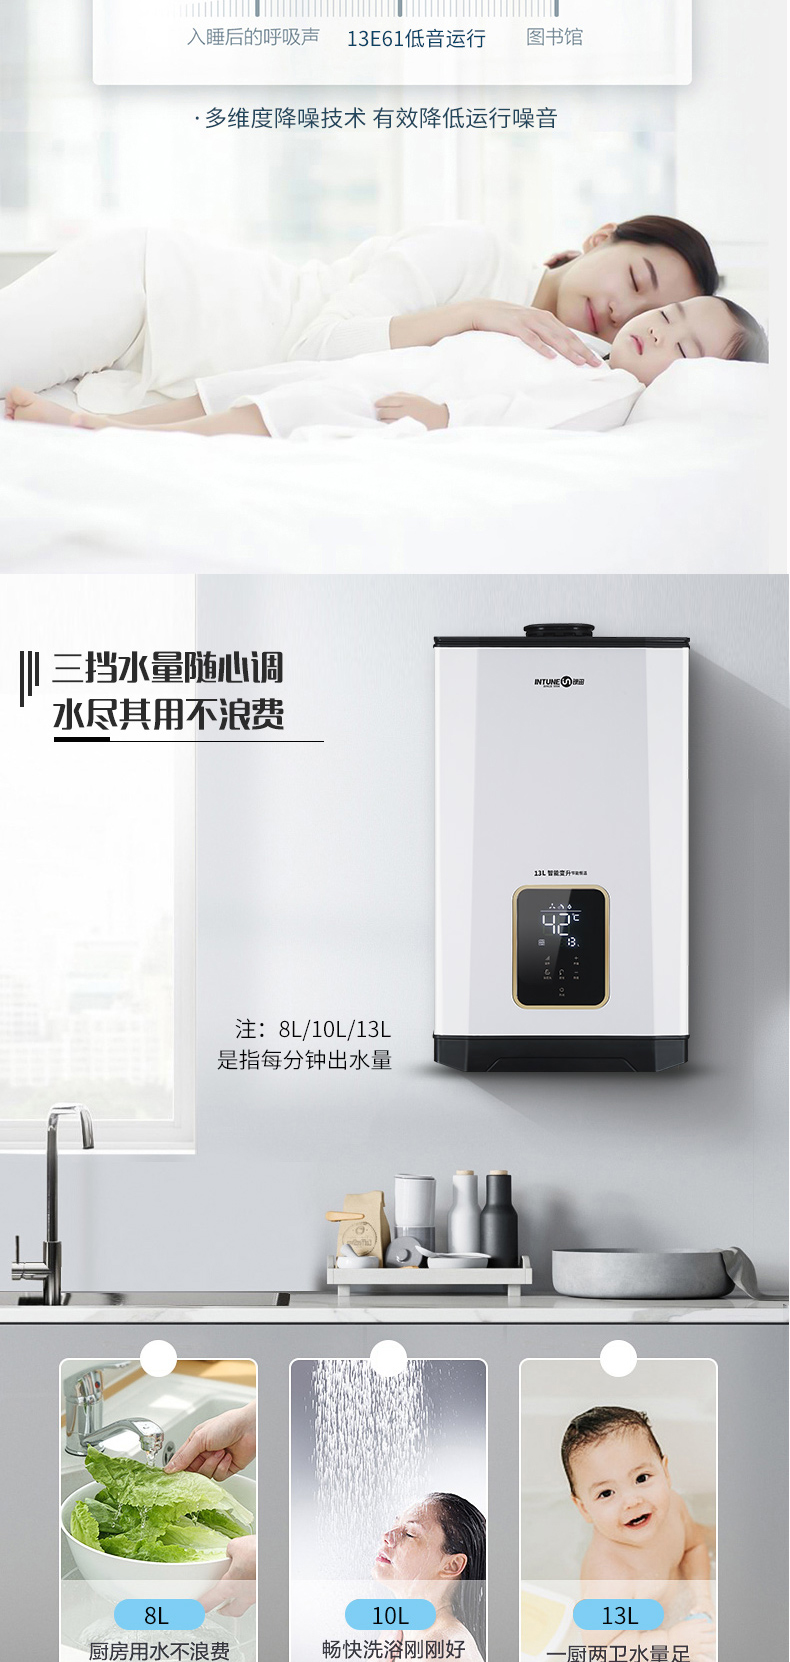 入睡后的呼吸声
13E61低音运行
图书馆
·多维度降噪技术 有效降低运行噪音
三挡水量随心调
水尽其用不浪费
INTUNE
13L 智能变升
42℃
13L
注：8L/10L/13L
是指每分钟出水量
8L
10L
13L
厨房用水不浪费
畅快洗浴刚刚好
一厨两卫水量足